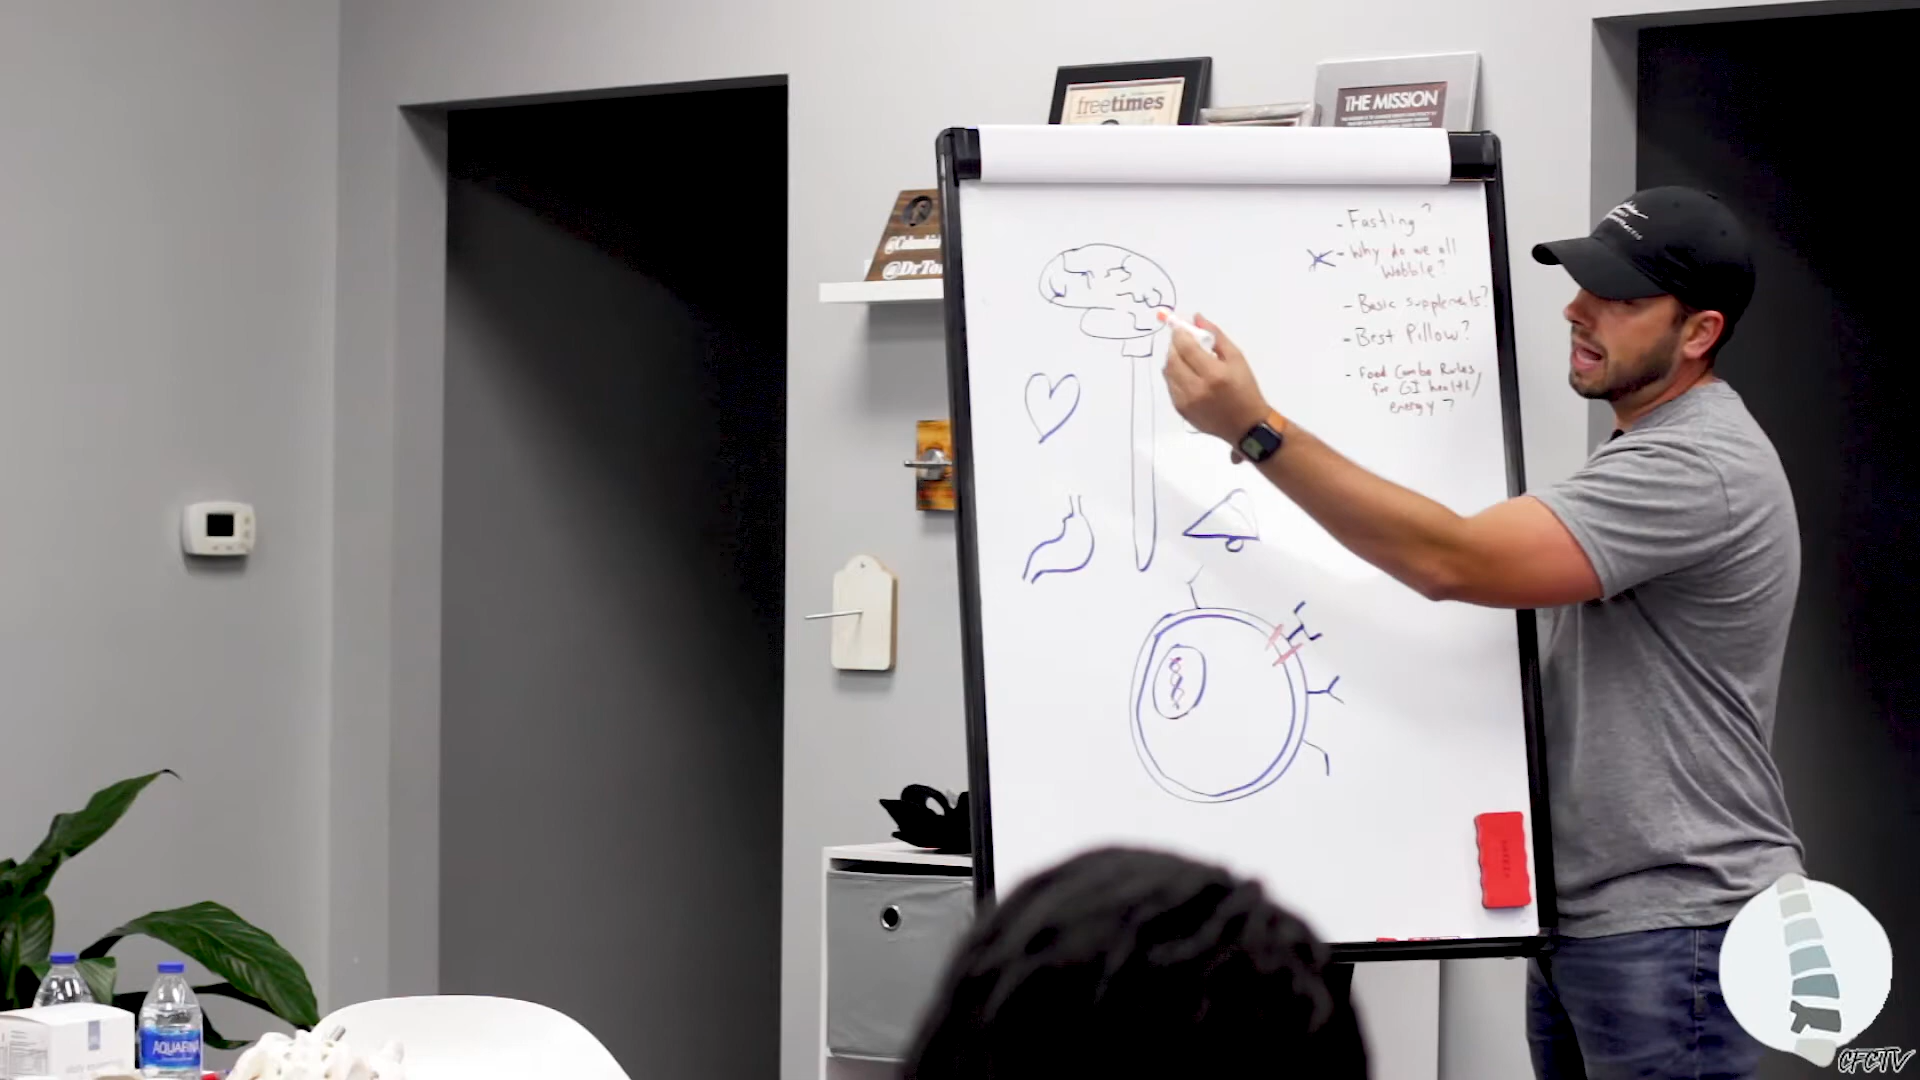 freetimes
THE MISSION
@Columbia
@DrTo
- Fasting?
- Why do we all
Wobble?
- Basic supplements?
- Best Pillow?
- Food Combo Rules
for GI health/
energy?
AQUAFINA
CFCTV